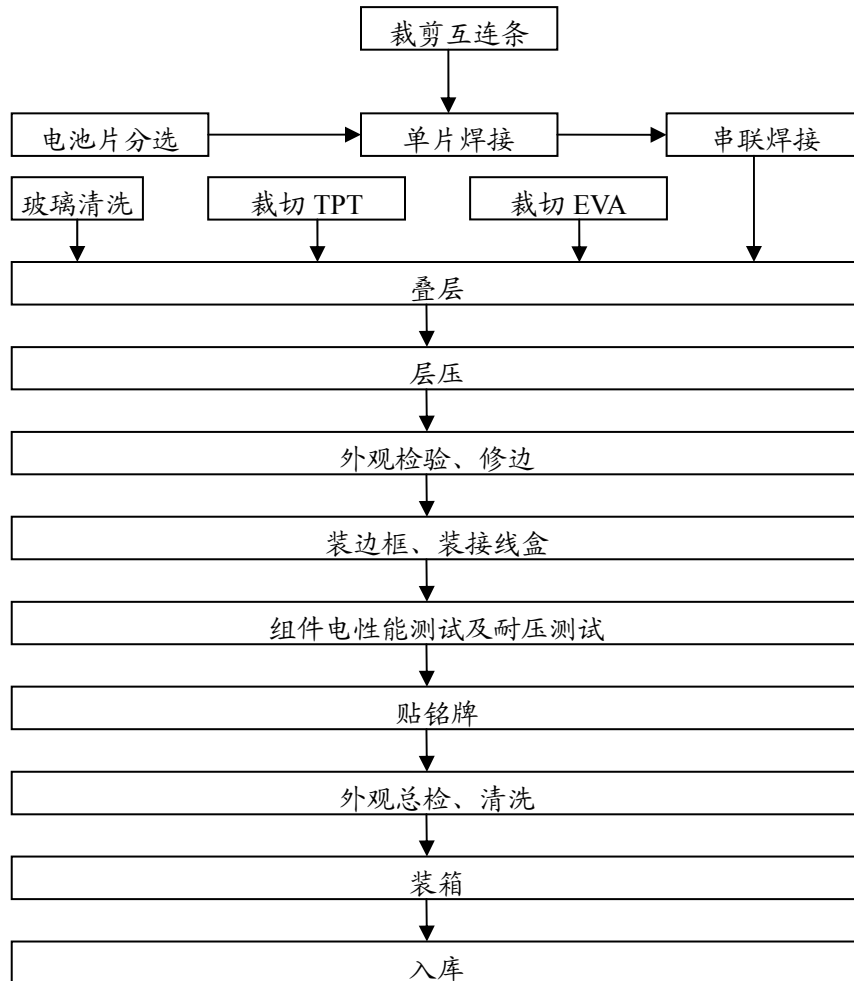 裁剪互连条
电池片分选
单片焊接
串联焊接
玻璃清洗
裁切 TPT
裁切 EVA
叠层
层压
外观检验、修边
装边框、装接线盒
组件电性能测试及耐压测试
贴铭牌
外观总检、清洗
装箱
入库